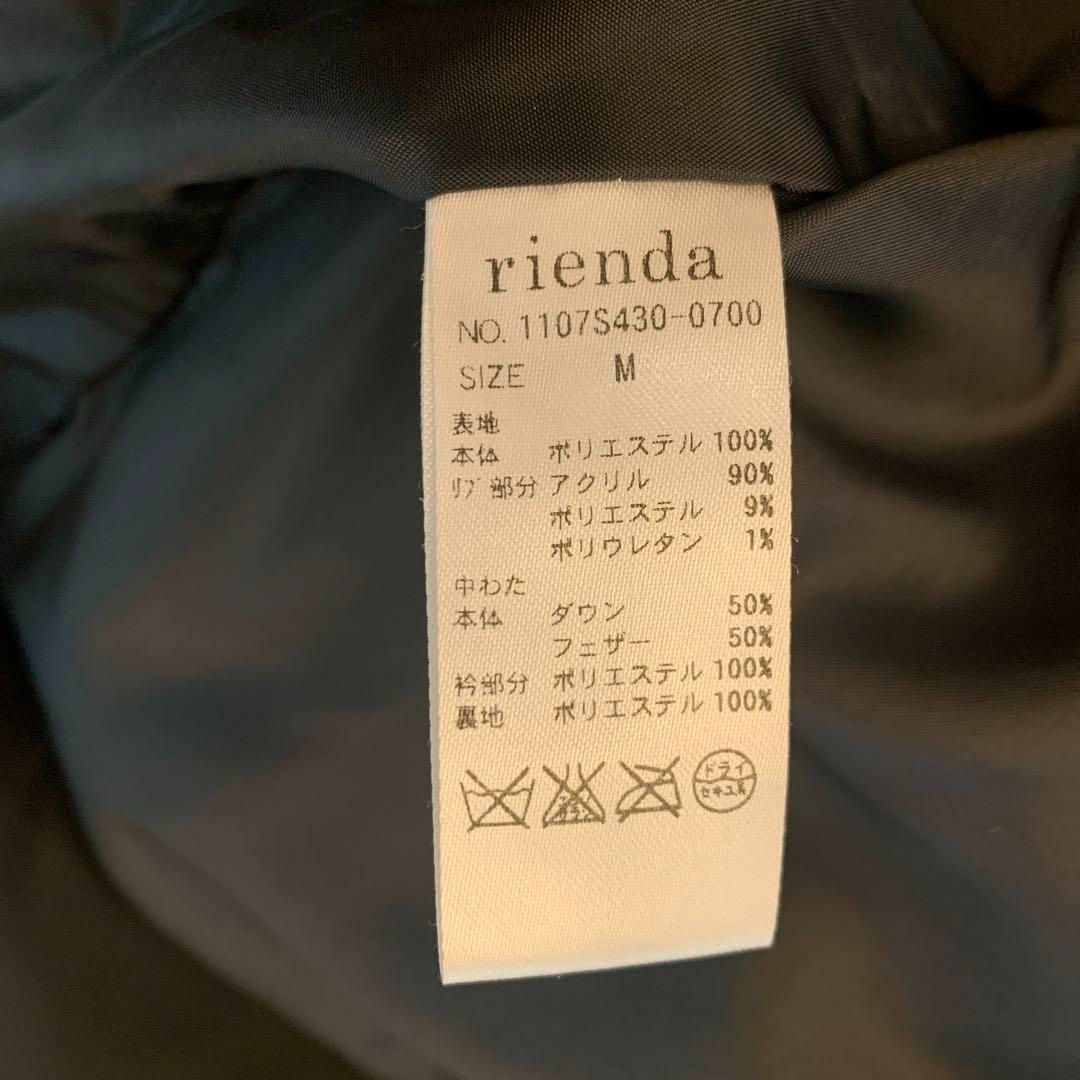 rienda
NO. 1107S430-0700
SIZE M
表地
本体 ポリエステル 100%
リブ部分 アクリル 90%
ポリエステル 9%
ポリウレタン 1%
中わた
本体 ダウン 50%
フェザー 50%
衿部分 ポリエステル 100%
裏地 ポリエステル 100%
ドライ
セキユ系